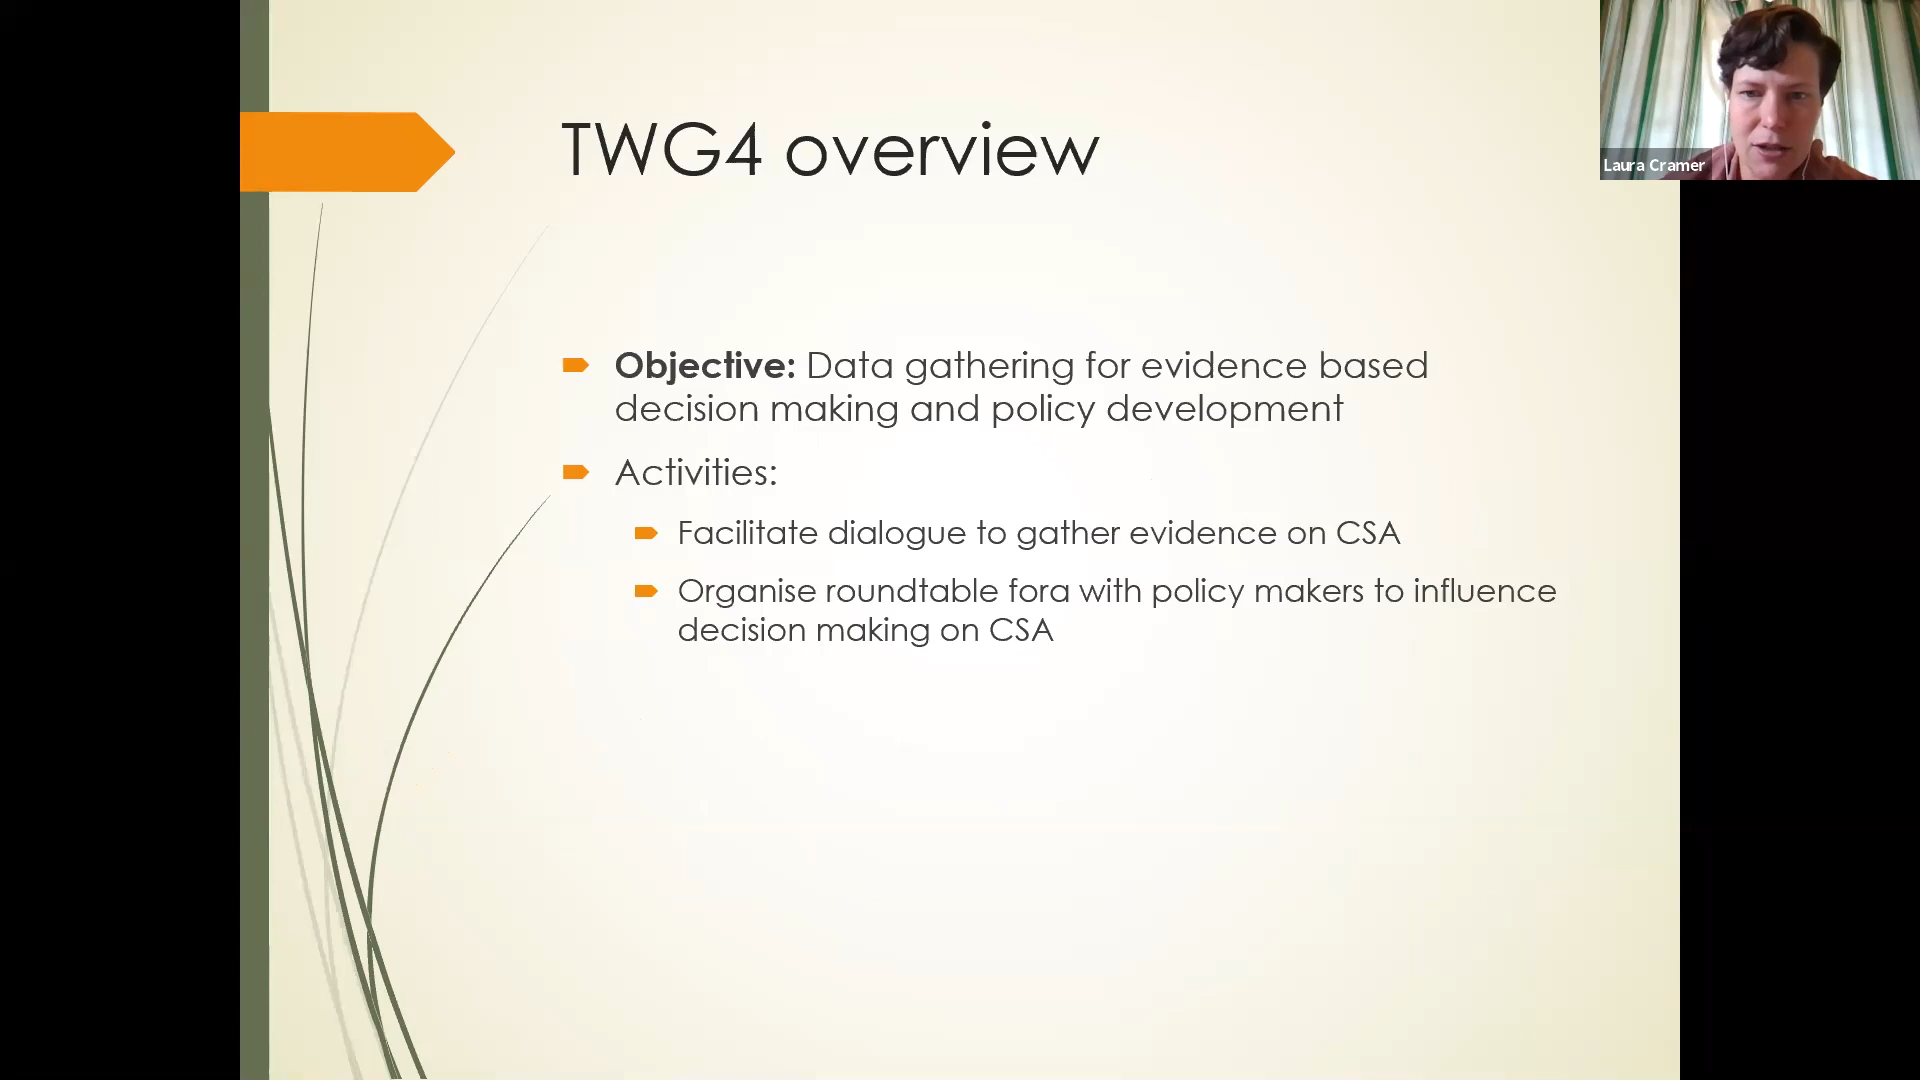 TWG4 overview
Laura Cramer
Objective: Data gathering for evidence based
decision making and policy development
Activities:
Facilitate dialogue to gather evidence on CSA
Organise roundtable fora with policy makers to influence
decision making on CSA